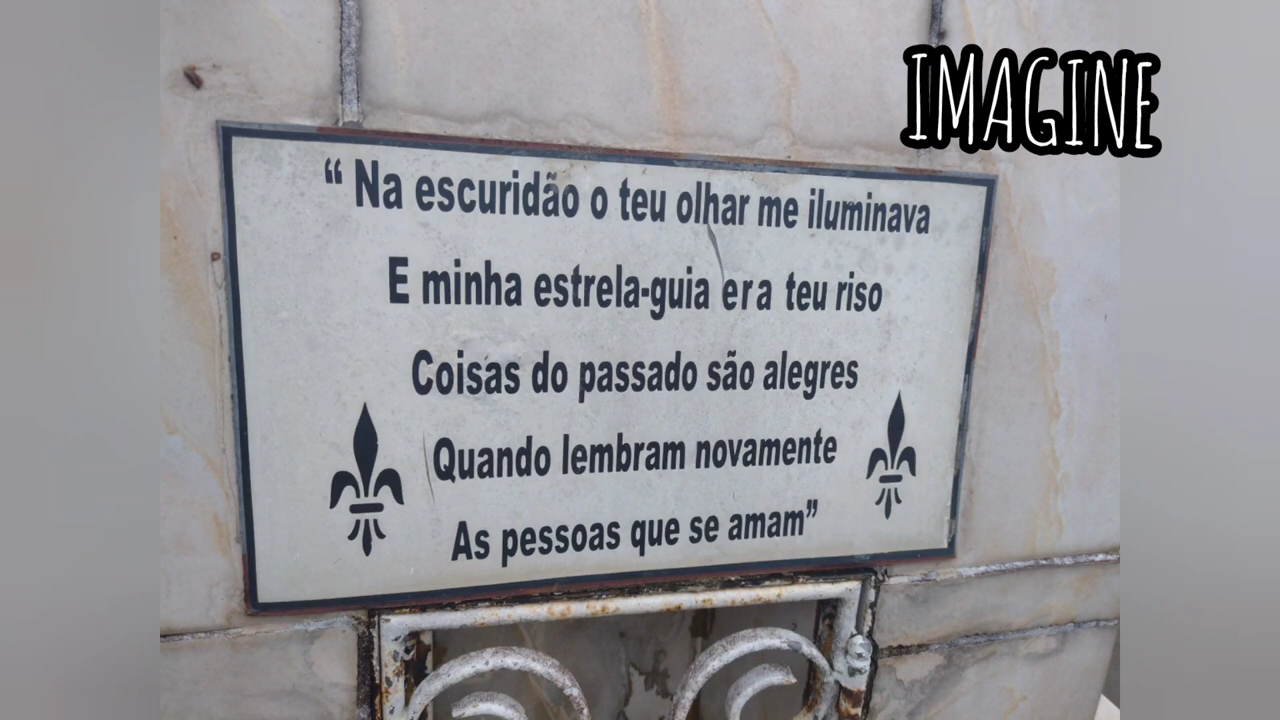 IMAGINE
“ Na escuridão o teu olhar me iluminava
E minha estrela-guia era teu riso
Coisas do passado são alegres
Quando lembram novamente
As pessoas que se amam”